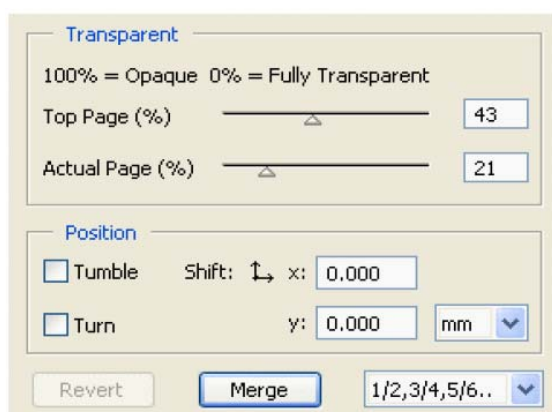 Transparent
100% = Opaque 0% = Fully Transparent
Top Page (%) 43
Actual Page (%) 21
Position
Tumble Shift: x: 0.000
Turn y: 0.000 mm
Revert Merge 1/2,3/4,5/6..